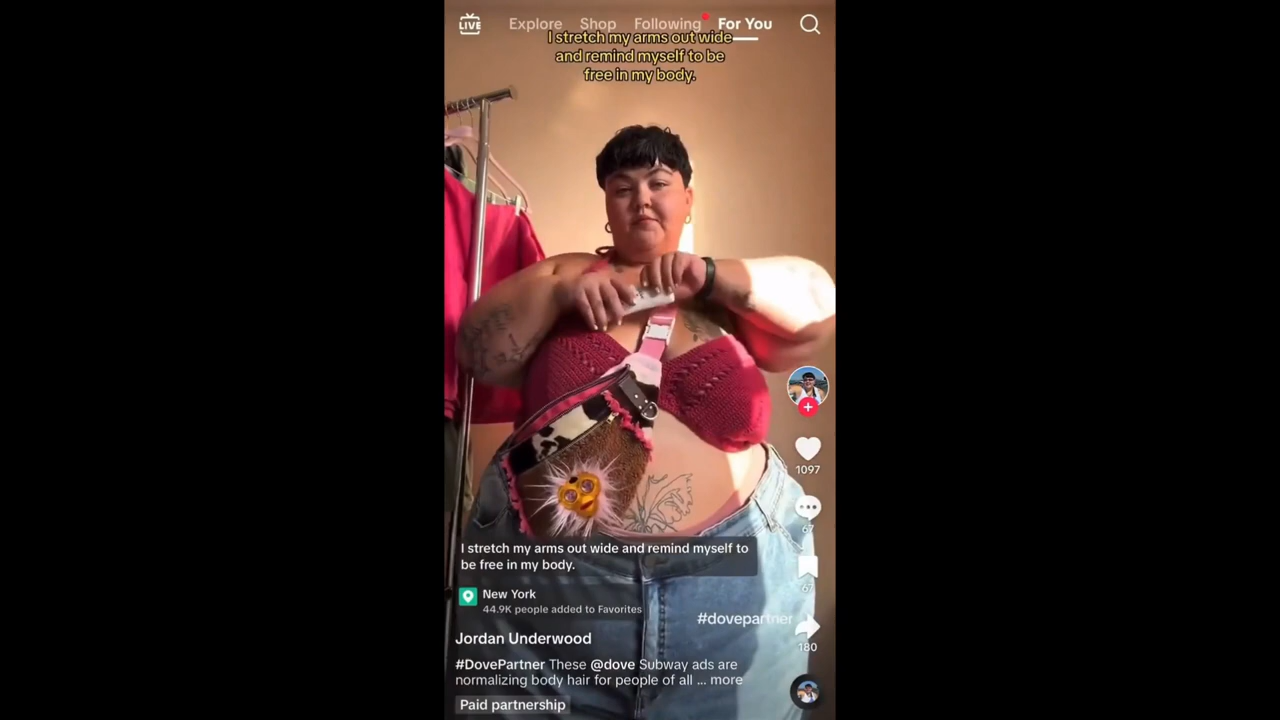 LIVE
Explore Shop Following For You
I stretch my arms out wide
and remind myself to be
free in my body.
1097
67
67
I stretch my arms out wide and remind myself to
be free in my body.
New York
44.9K people added to Favorites
#dovepartner
180
Jordan Underwood
#DovePartner These @dove Subway ads are
normalizing body hair for people of all ... more
Paid partnership